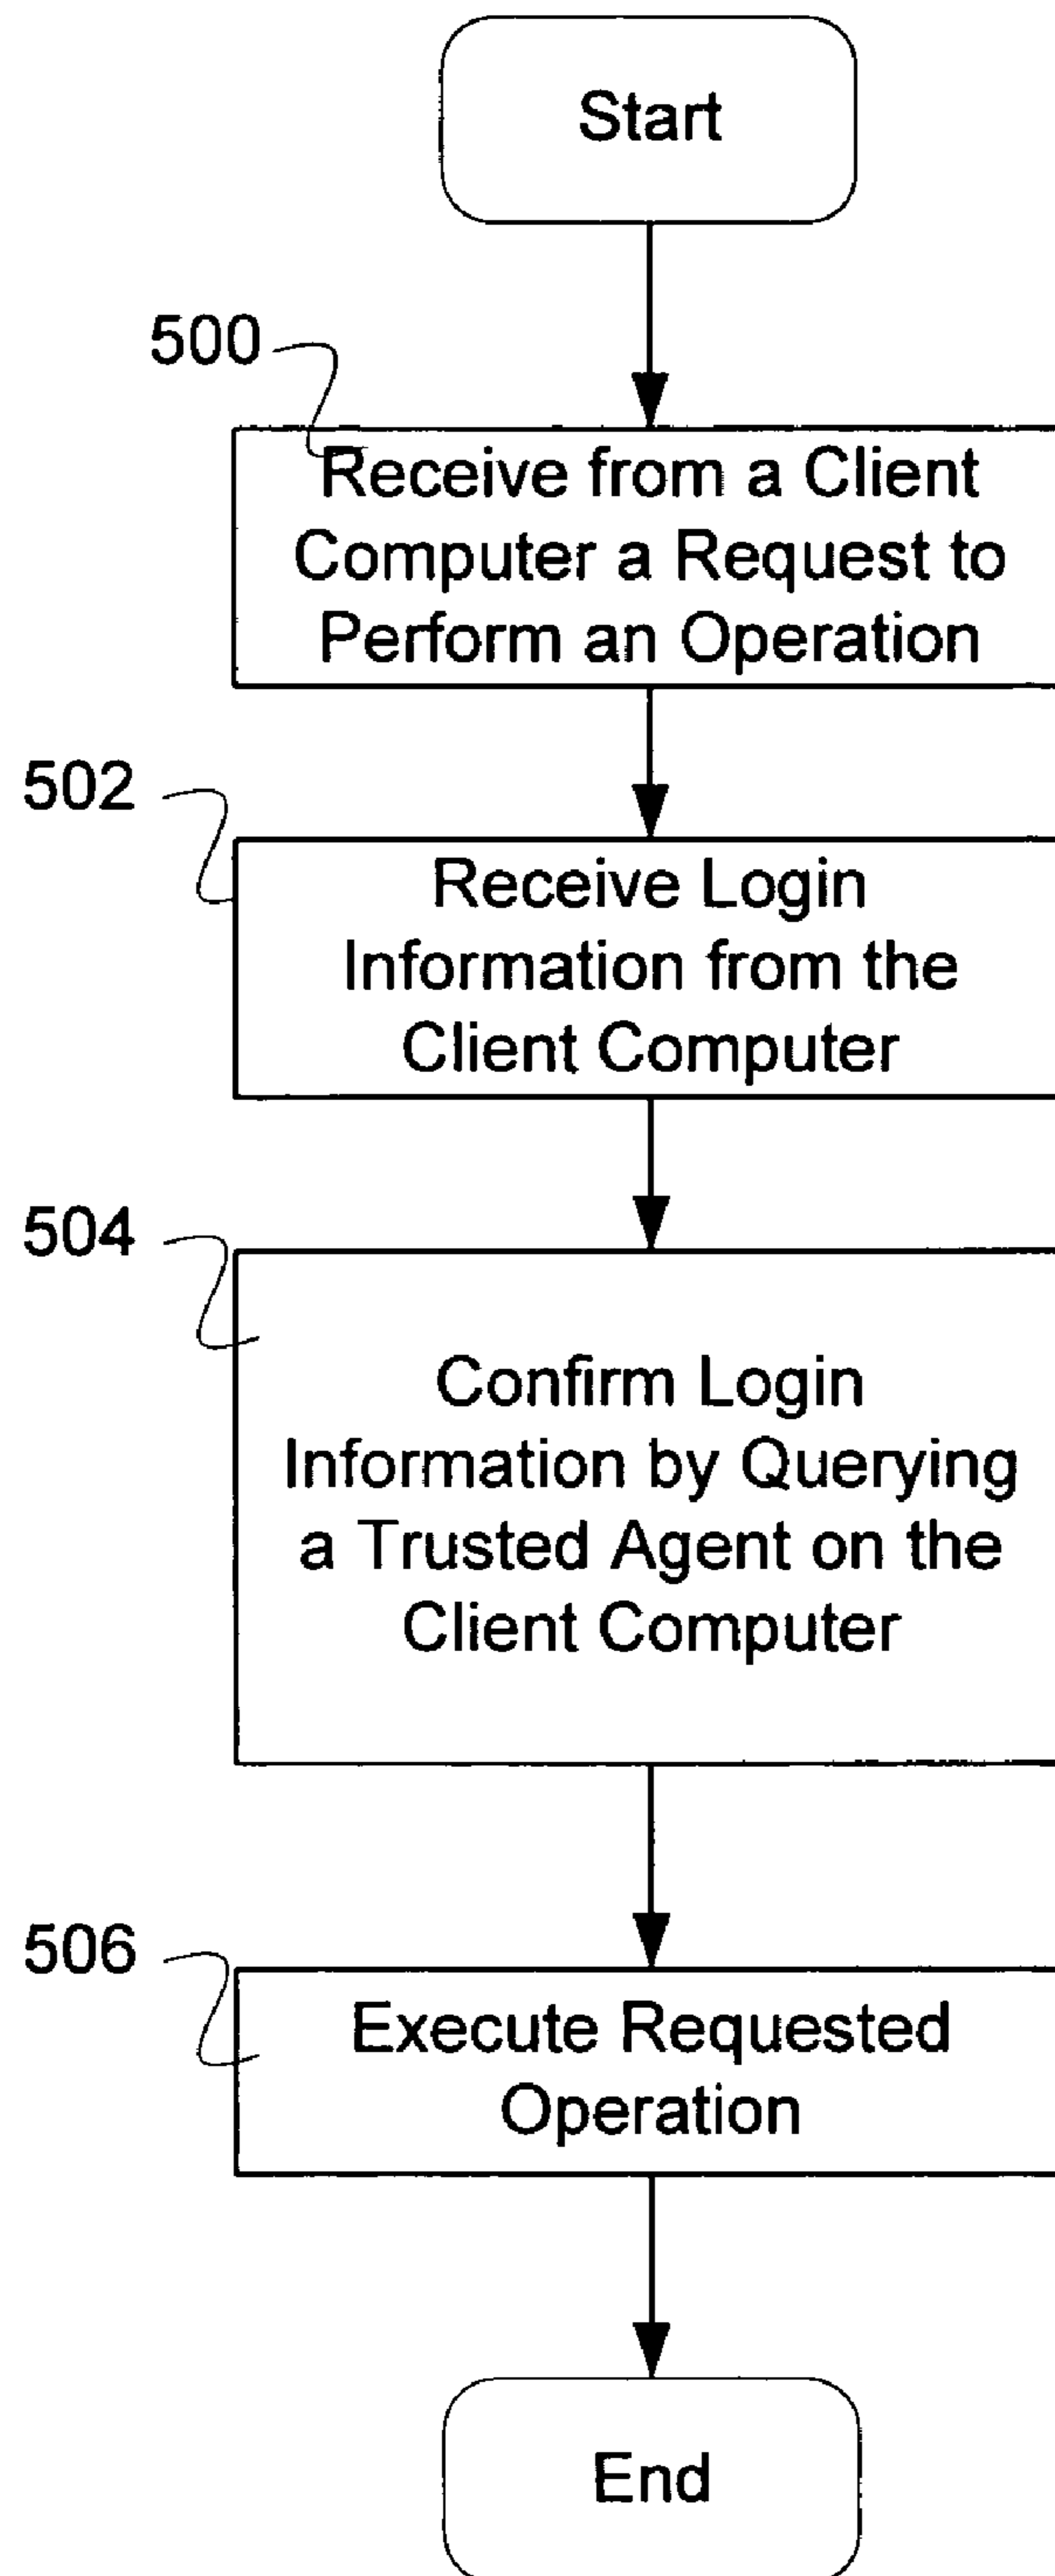 Start
500
Receive from a Client
Computer a Request to
Perform an Operation
502
Receive Login
Information from the
Client Computer
504
Confirm Login
Information by Querying
a Trusted Agent on the
Client Computer
506
Execute Requested
Operation
End